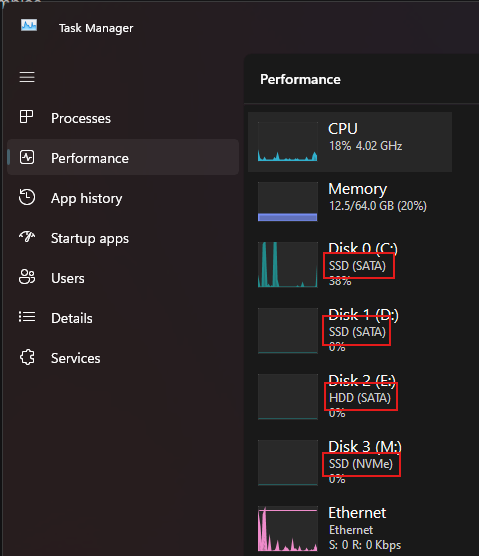 Task Manager
Processes
Performance
App history
Startup apps
Users
Details
Services
Performance
CPU
18% 4.02 GHz
Memory
12.5/64.0 GB (20%)
Disk 0 (C:)
SSD (SATA)
38%
Disk 1 (D:)
SSD (SATA)
0%
Disk 2 (E:)
HDD (SATA)
0%
Disk 3 (M:)
SSD (NVMe)
0%
Ethernet
Ethernet
S: 0 R: 0 Kbps